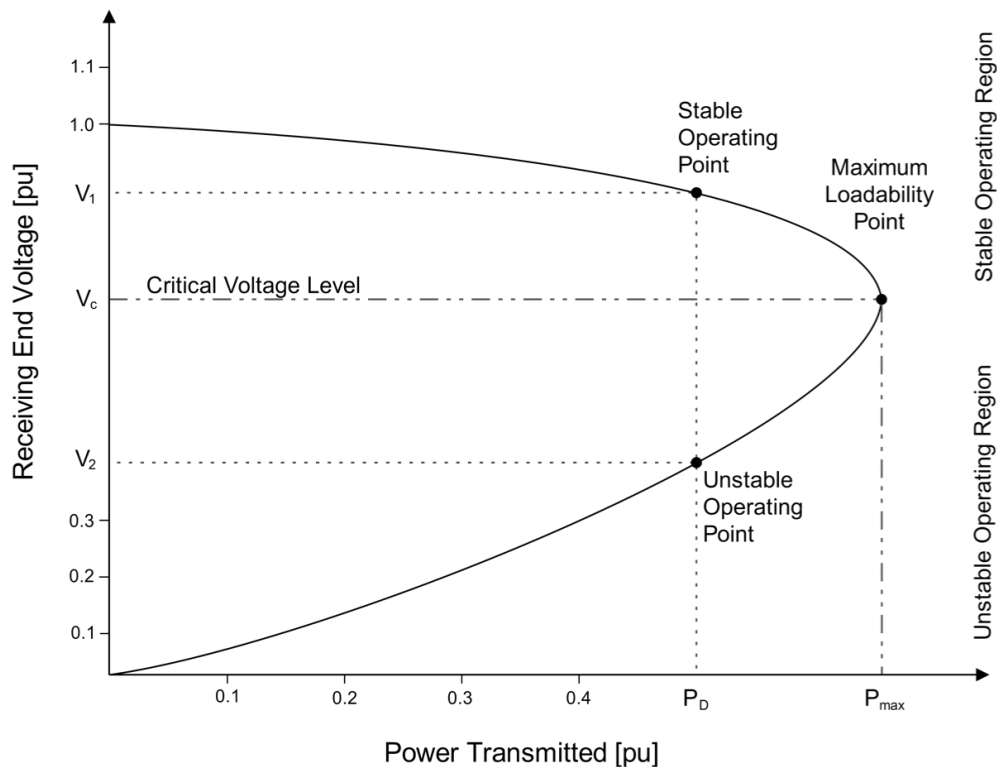 Receiving End Voltage [pu]
1.1
1.0
V₁
V꜀
V₂
0.3
0.2
0.1
Stable
Operating
Point
Maximum
Loadability
Point
Critical Voltage Level
Unstable
Operating
Point
Stable Operating Region
Unstable Operating Region
0.1
0.2
0.3
0.4
P_D
Pₘₐₓ
Power Transmitted [pu]